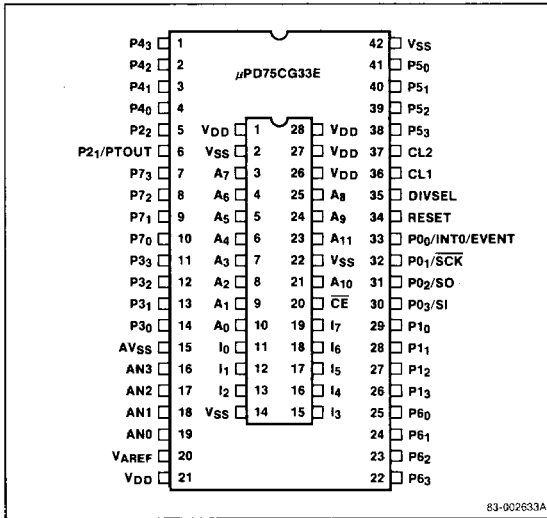 µPD75CG33E
P4₃ 1 42 VSS
P4₂ 2 41 P5₀
P4₁ 3 40 P5₁
P4₀ 4 39 P5₂
P2₂ 5 VDD 1 28 VDD 38 P5₃
P2₁/PTOUT 6 VSS 2 27 VDD 37 CL2
P7₃ 7 A₇ 3 26 VDD 36 CL1
P7₂ 8 A₆ 4 25 A₈ 35 DIVSEL
P7₁ 9 A₅ 5 24 A₉ 34 RESET
P7₀ 10 A₄ 6 23 A₁₁ 33 P0₀/INT0/EVENT
P3₃ 11 A₃ 7 22 VSS 32 P0₁/S̅C̅K̅
P3₂ 12 A₂ 8 21 A₁₀ 31 P0₂/SO
P3₁ 13 A₁ 9 20 C̅E̅ 30 P0₃/SI
P3₀ 14 A₀ 10 19 I₇ 29 P1₀
AVSS 15 I₀ 11 18 I₆ 28 P1₁
AN3 16 I₁ 12 17 I₅ 27 P1₂
AN2 17 I₂ 13 16 I₄ 26 P1₃
AN1 18 VSS 14 15 I₃ 25 P6₀
AN0 19 24 P6₁
VAREF 20 23 P6₂
VDD 21 22 P6₃
83-002633A